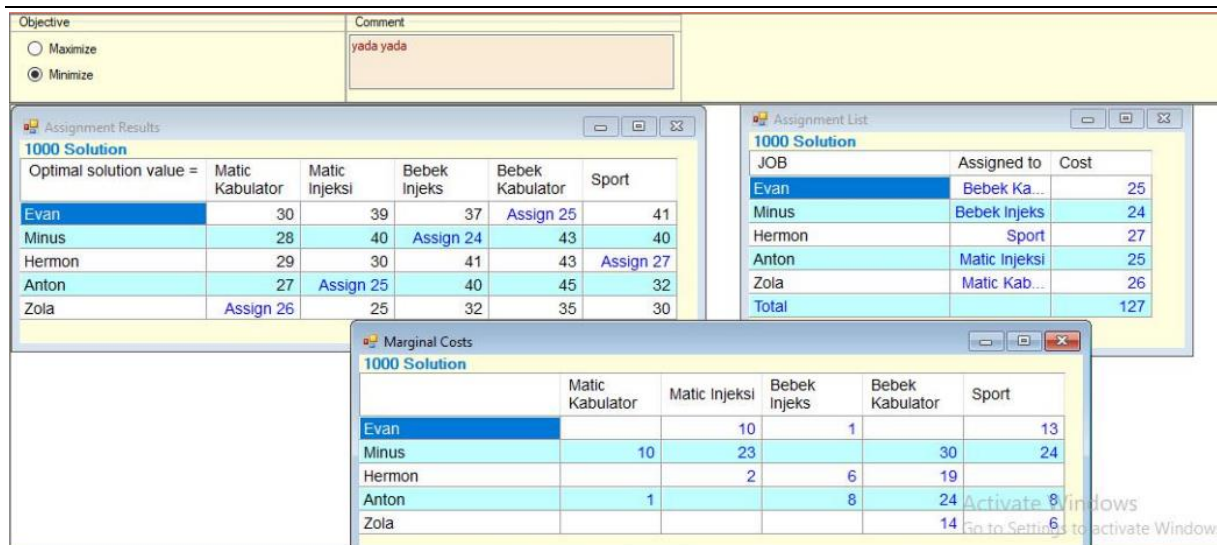 Objective
Comment
Maximize
Minimize
yada yada
Assignment Results
1000 Solution
Optimal solution value = Matic Kabulator Matic Injeksi Bebek Injeks Bebek Kabulator Sport
Evan 30 39 37 Assign 25 41
Minus 28 40 Assign 24 43 40
Hermon 29 30 41 43 Assign 27
Anton 27 Assign 25 40 45 32
Zola Assign 26 25 32 35 30
Assignment List
1000 Solution
JOB Assigned to Cost
Evan Bebek Ka... 25
Minus Bebek Injeks 24
Hermon Sport 27
Anton Matic Injeksi 25
Zola Matic Kab... 26
Total 127
Marginal Costs
1000 Solution
Matic Kabulator Matic Injeksi Bebek Injeks Bebek Kabulator Sport
Evan 10 1 13
Minus 10 23 30 24
Hermon 2 6 19
Anton 1 8 24 8
Zola 14 6
Activate Windows
Go to Settings to activate Window